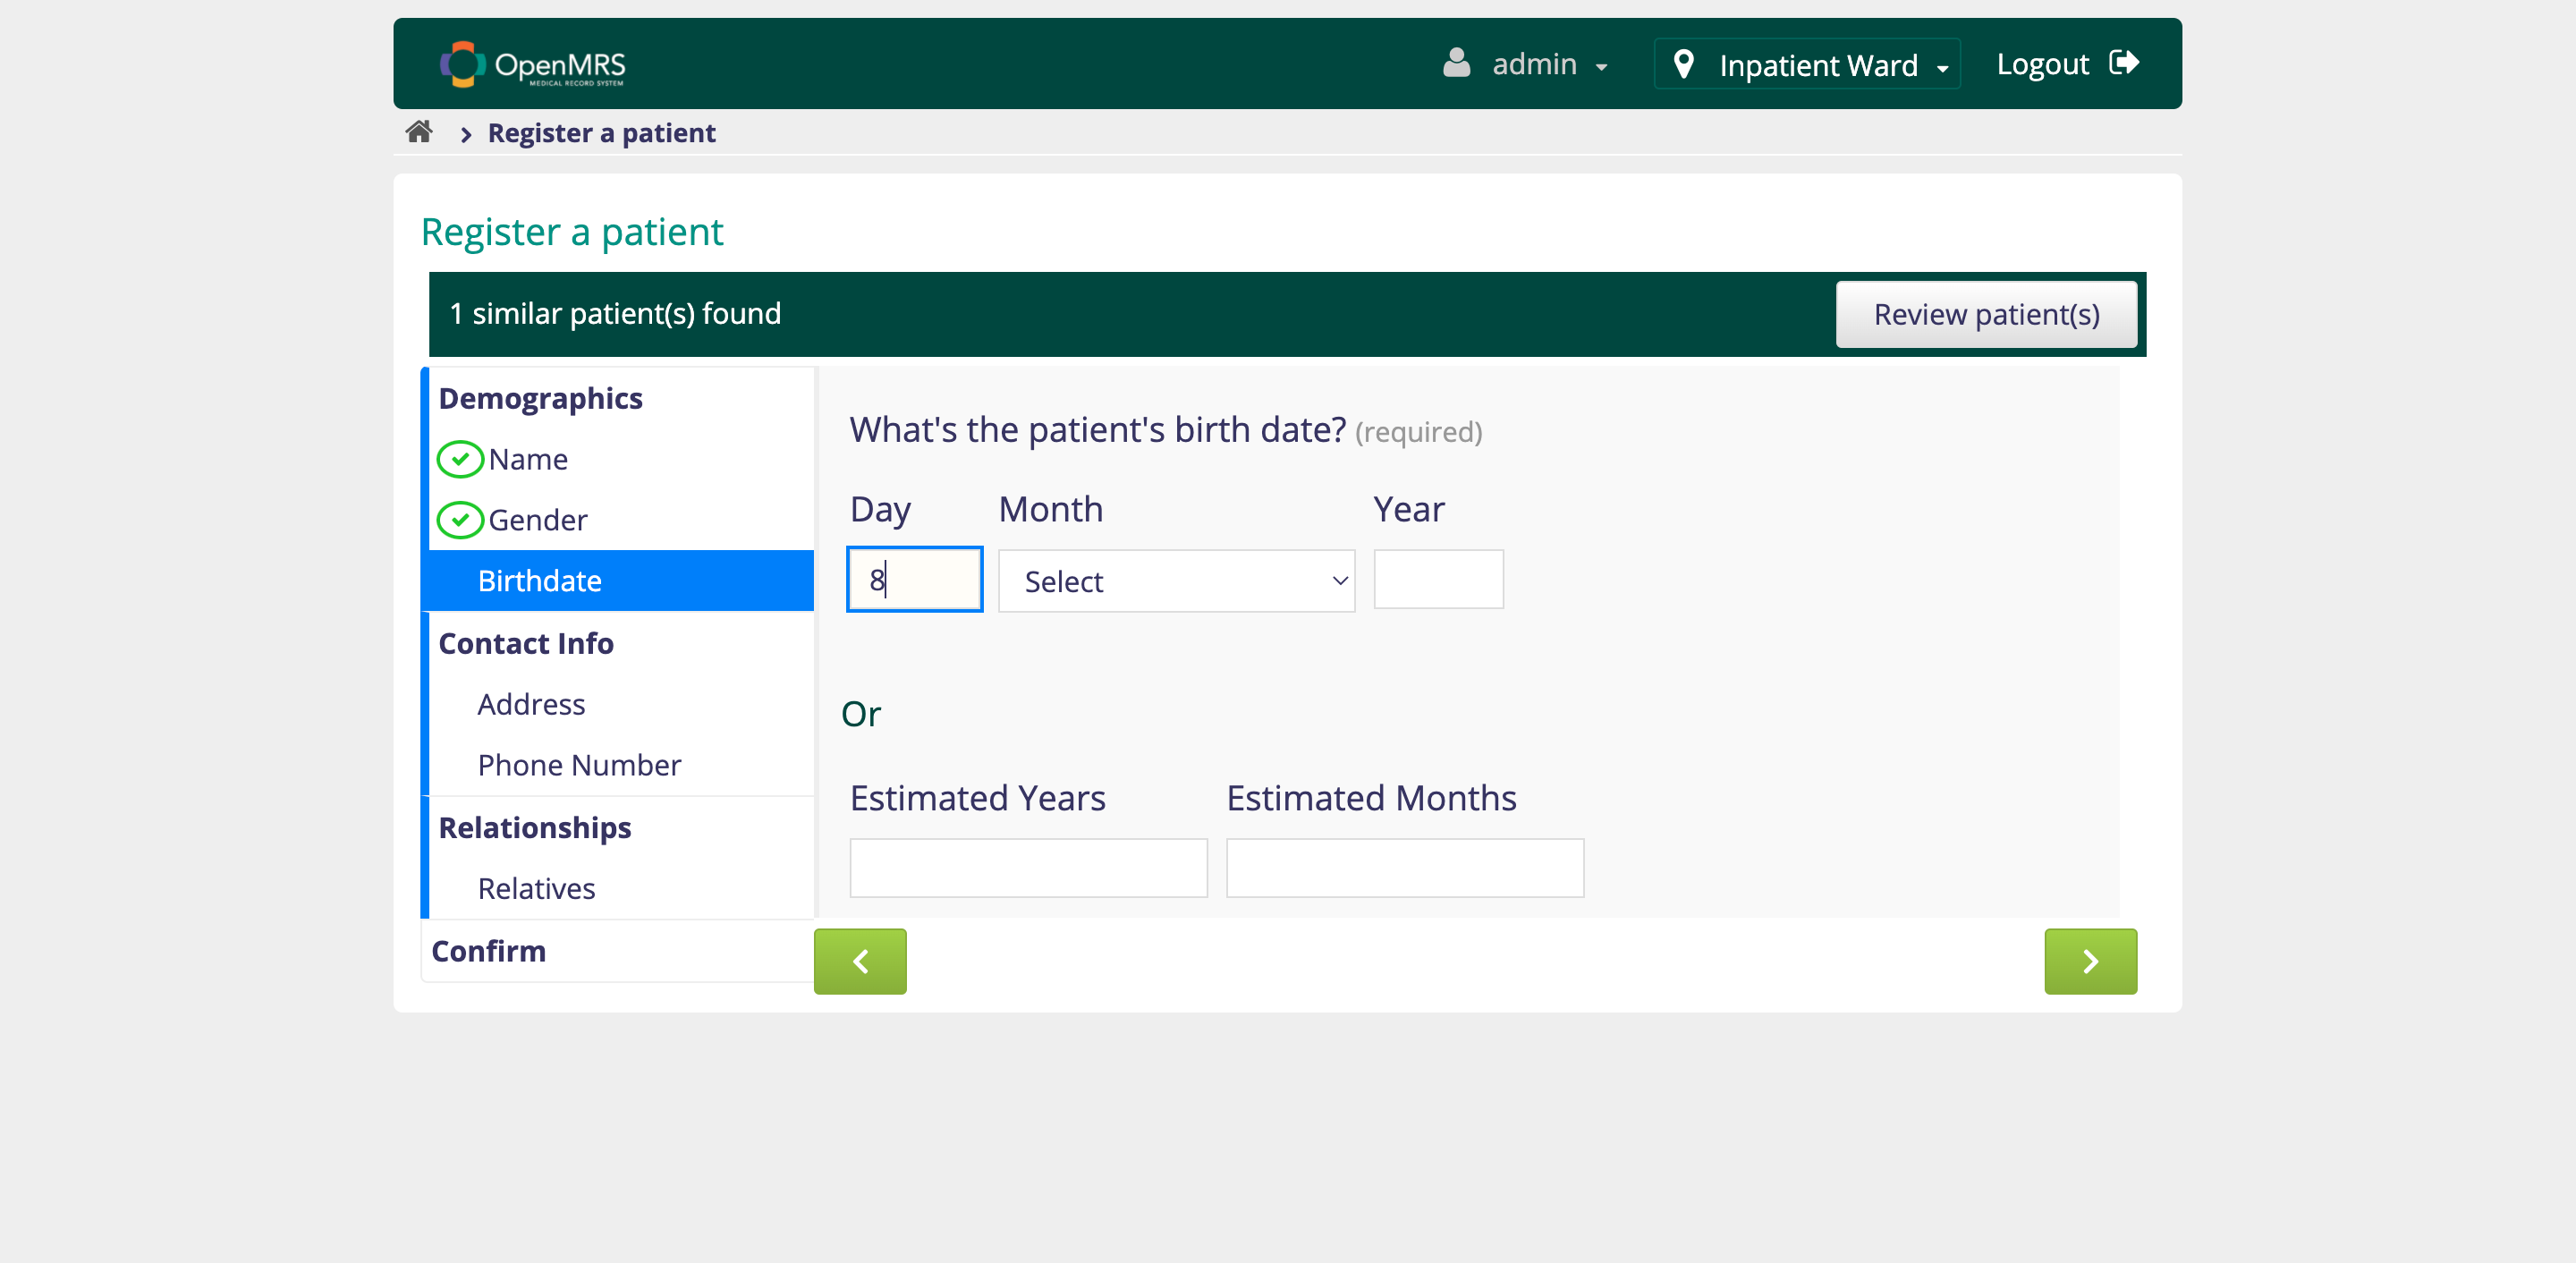 OpenMRS
MEDICAL RECORD SYSTEM
admin
Inpatient Ward
Logout
Register a patient
Register a patient
1 similar patient(s) found
Review patient(s)
Demographics
Name
Gender
Birthdate
Contact Info
Address
Phone Number
Relationships
Relatives
Confirm
What's the patient's birth date? (required)
Day Month Year
8 Select
Or
Estimated Years Estimated Months